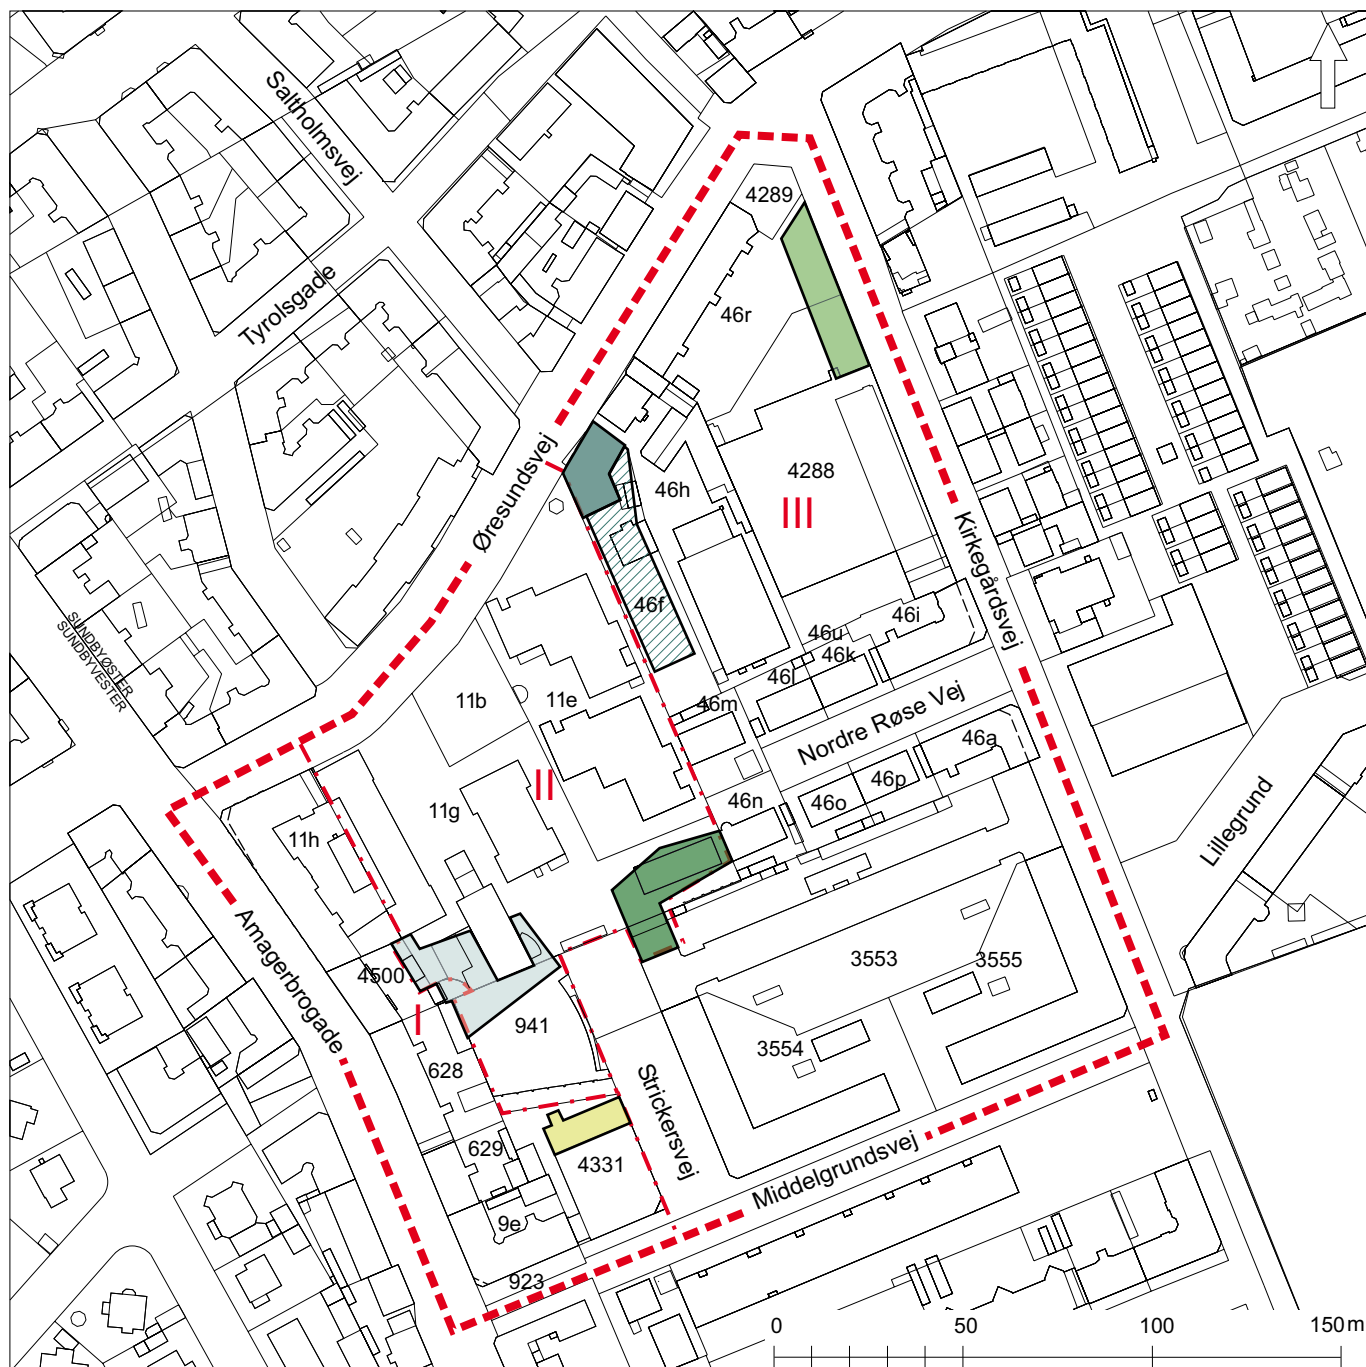 Saltholmsvej
4289
Tyrolsgade
46r
Øresundsvej
46h
4288
III
Kirkegårdsvej
46f
46i
46u
46k
46l
SUNDBYØSTER
SUNDBYVESTER
11b
11e
46m
Nordre Røse Vej
46a
II
46p
11g
46n
46o
11h
Lillegrund
Amagerbrogade
4500
3553
3555
I
941
3554
628
Strickersvej
629
4331
Middelgrundsvej
9e
923
0
50
100
150m